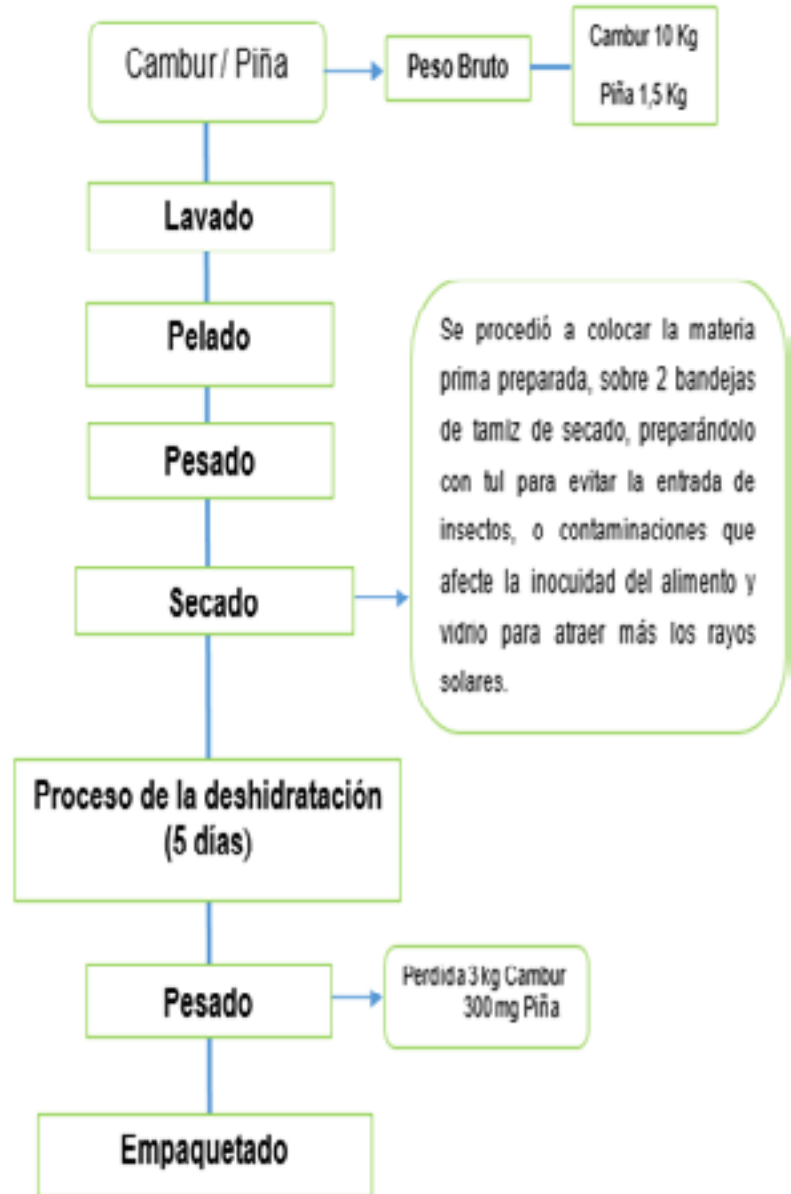 Cambur / Piña
Peso Bruto
Cambur 10 Kg
Piña 1,5 Kg
Lavado
Pelado
Pesado
Secado
Se procedió a colocar la materia
prima preparada, sobre 2 bandejas
de tamiz de secado, preparándolo
con tul para evitar la entrada de
insectos, o contaminaciones que
afecte la inocuidad del alimento y
vidrio para atraer más los rayos
solares.
Proceso de la deshidratación
(5 días)
Pesado
Perdida 3 kg Cambur
300 mg Piña
Empaquetado